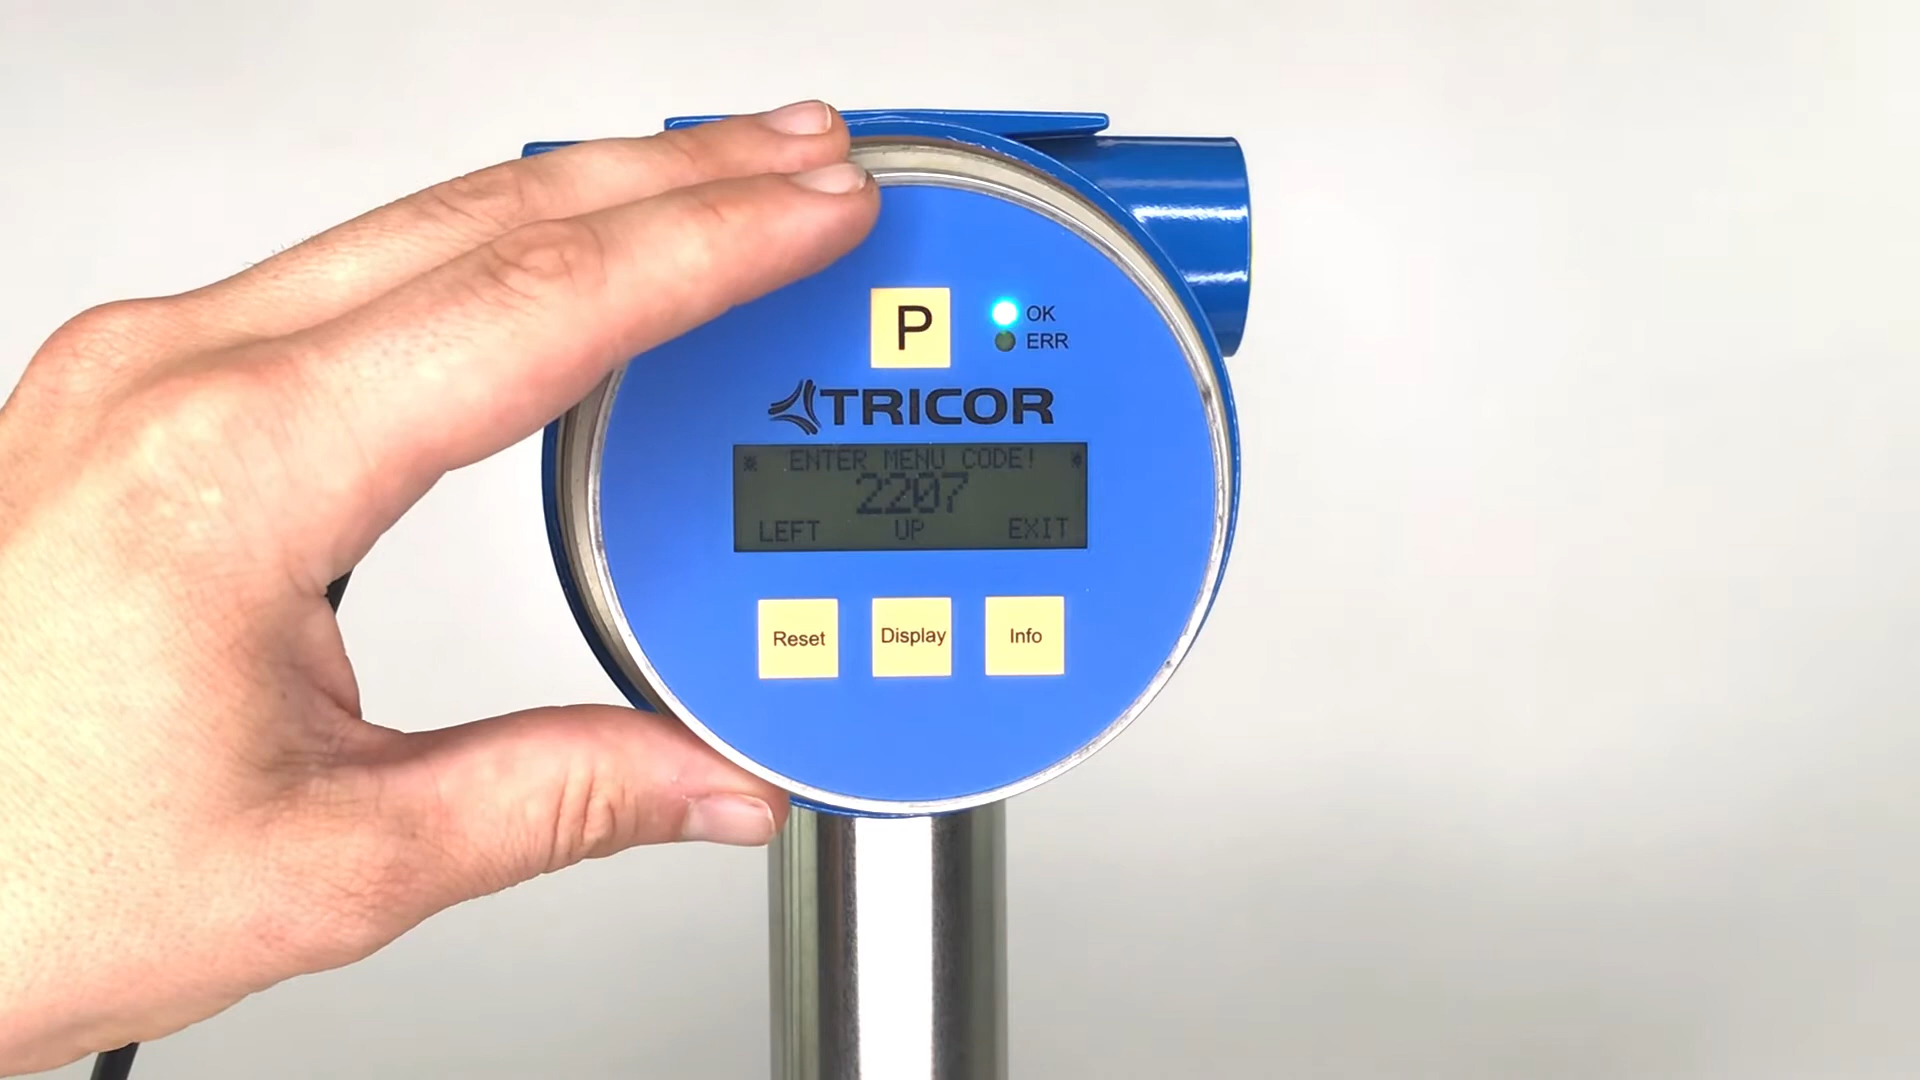 P
OK
ERR
TRICOR
* ENTER MENU CODE! *
2207
LEFT UP EXIT
Reset Display Info